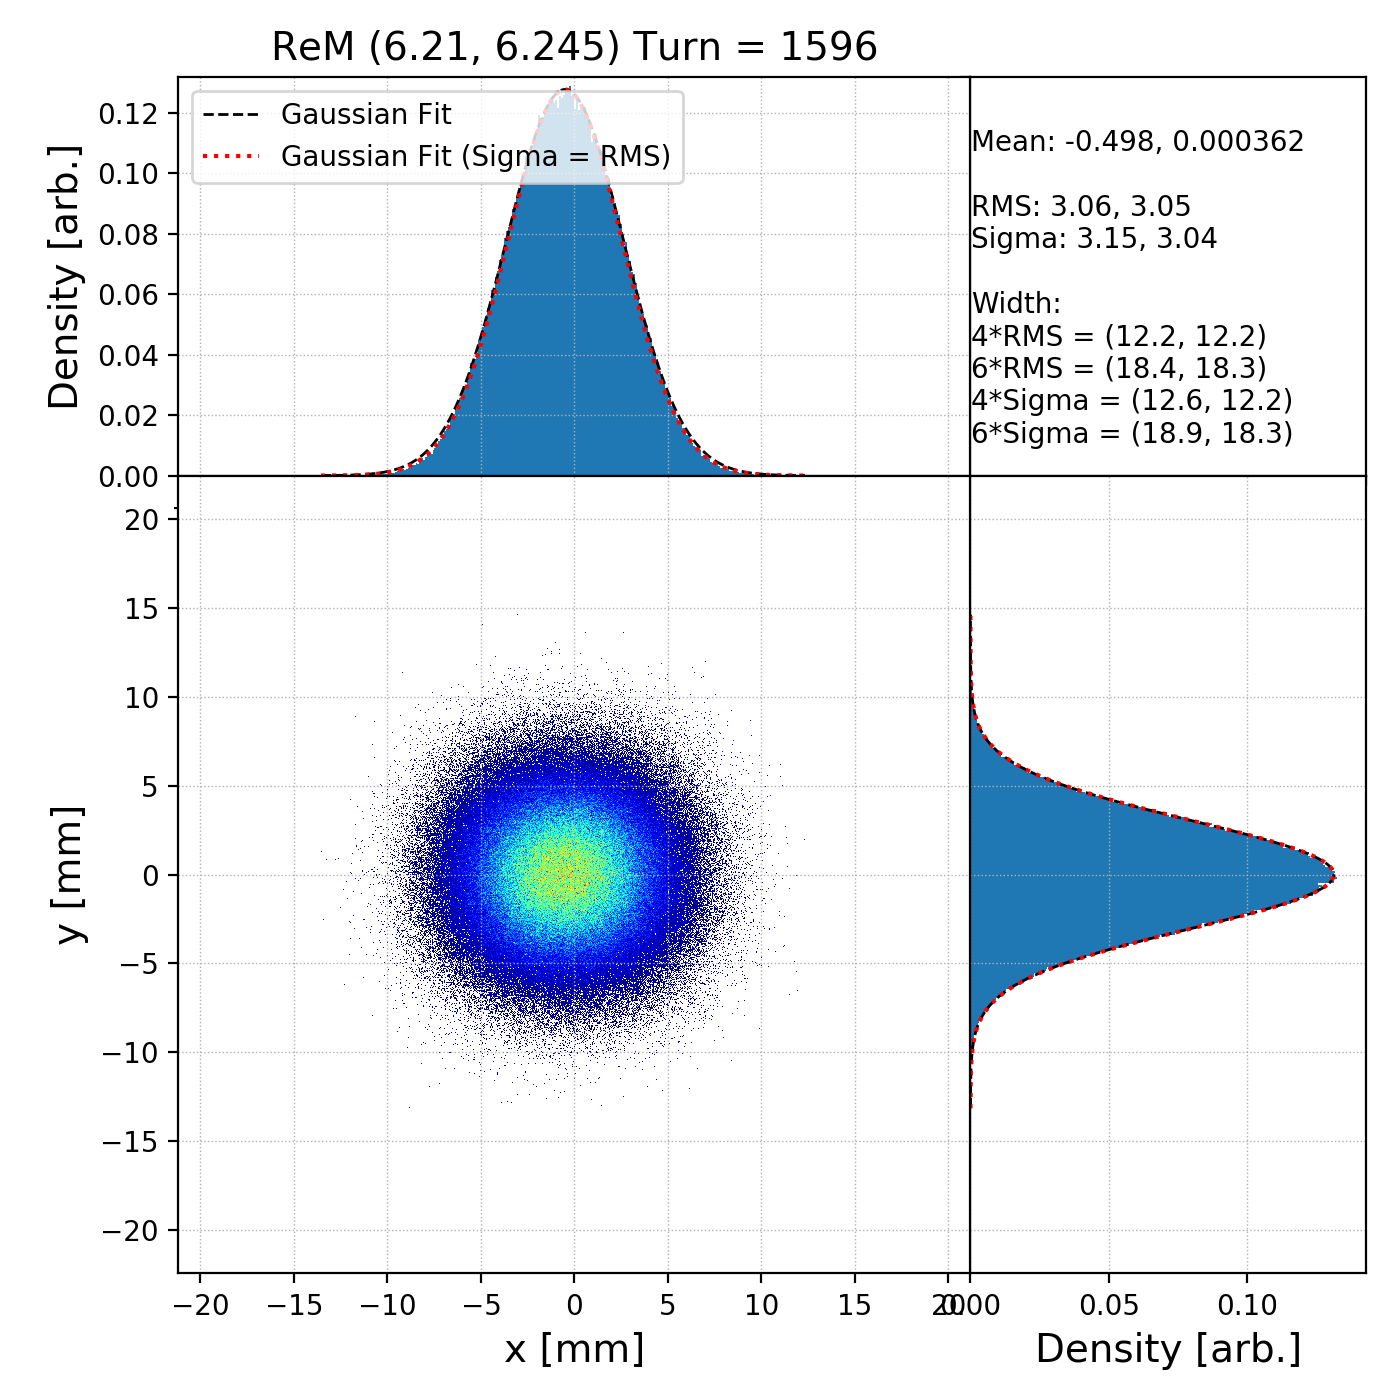 ReM (6.21, 6.245) Turn = 1596
Gaussian Fit
Gaussian Fit (Sigma = RMS)
Density [arb.]
0.12
0.10
0.08
0.06
0.04
0.02
0.00
Mean: -0.498, 0.000362
RMS: 3.06, 3.05
Sigma: 3.15, 3.04
Width:
4*RMS = (12.2, 12.2)
6*RMS = (18.4, 18.3)
4*Sigma = (12.6, 12.2)
6*Sigma = (18.9, 18.3)
y [mm]
20
15
10
5
0
−5
−10
−15
−20
−20 −15 −10 −5 0 5 10 15 20
x [mm]
0.00 0.05 0.10
Density [arb.]